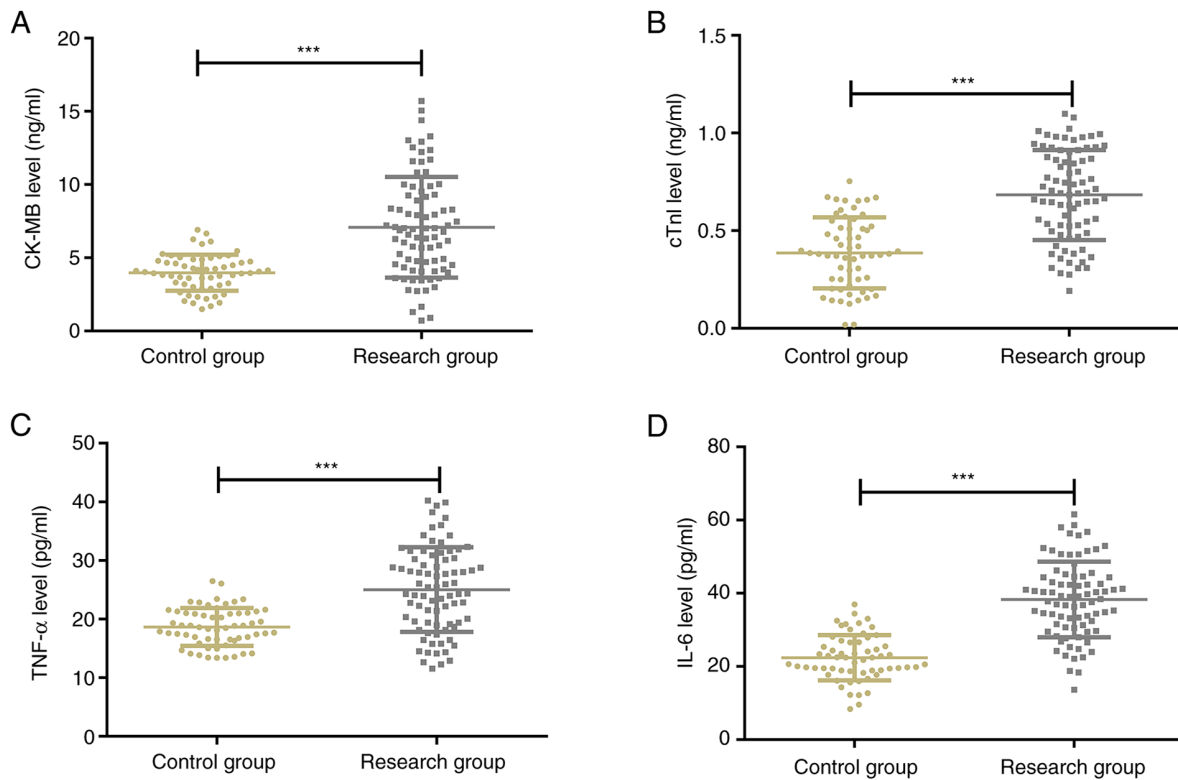 A
CK-MB level (ng/ml)
20
15
10
5
0
***
Control group
Research group
B
cTnI level (ng/ml)
1.5
1.0
0.5
0.0
***
Control group
Research group
C
TNF-α level (pg/ml)
50
40
30
20
10
0
***
Control group
Research group
D
IL-6 level (pg/ml)
80
60
40
20
0
***
Control group
Research group